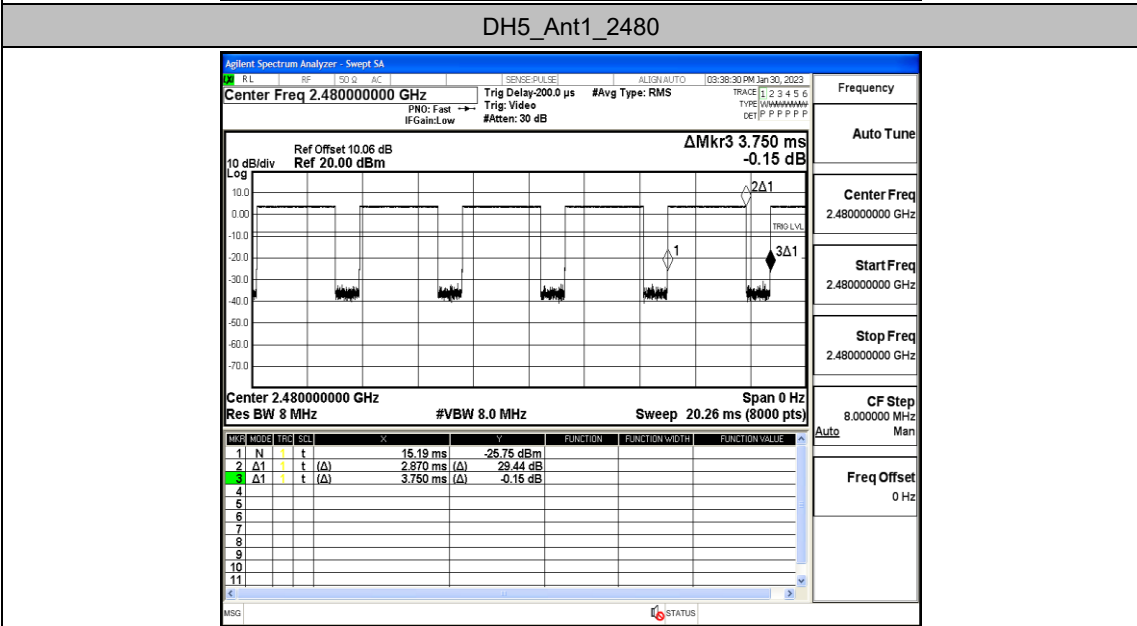 DH5_Ant1_2480
Agilent Spectrum Analyzer - Swept SA
RL RF 50 Ω AC SENSE:PULSE ALIGN AUTO 03:38:30 PM Jan 30, 2023
Center Freq 2.480000000 GHz
PNO: Fast
IFGain:Low
Trig Delay-200.0 µs
Trig: Video
#Atten: 30 dB
#Avg Type: RMS
TRACE 1 2 3 4 5 6
TYPE WWWWWW
DET P P P P P P
Ref Offset 10.06 dB
Ref 20.00 dBm
10 dB/div
Log
ΔMkr3 3.750 ms
-0.15 dB
10.0
0.00
-10.0
-20.0
-30.0
-40.0
-50.0
-60.0
-70.0
2Δ1
TRIG LVL
1
3Δ1
Center 2.480000000 GHz
Span 0 Hz
Res BW 8 MHz
#VBW 8.0 MHz
Sweep 20.26 ms (8000 pts)
MKR MODE TRC SCL X Y FUNCTION FUNCTION WIDTH FUNCTION VALUE
1 N 1 t 15.19 ms -25.75 dBm
2 Δ1 1 t (Δ) 2.870 ms (Δ) 29.44 dB
3 Δ1 1 t (Δ) 3.750 ms (Δ) -0.15 dB
4
5
6
7
8
9
10
11
MSG
STATUS
Frequency
Auto Tune
Center Freq
2.480000000 GHz
Start Freq
2.480000000 GHz
Stop Freq
2.480000000 GHz
CF Step
8.000000 MHz
Auto Man
Freq Offset
0 Hz